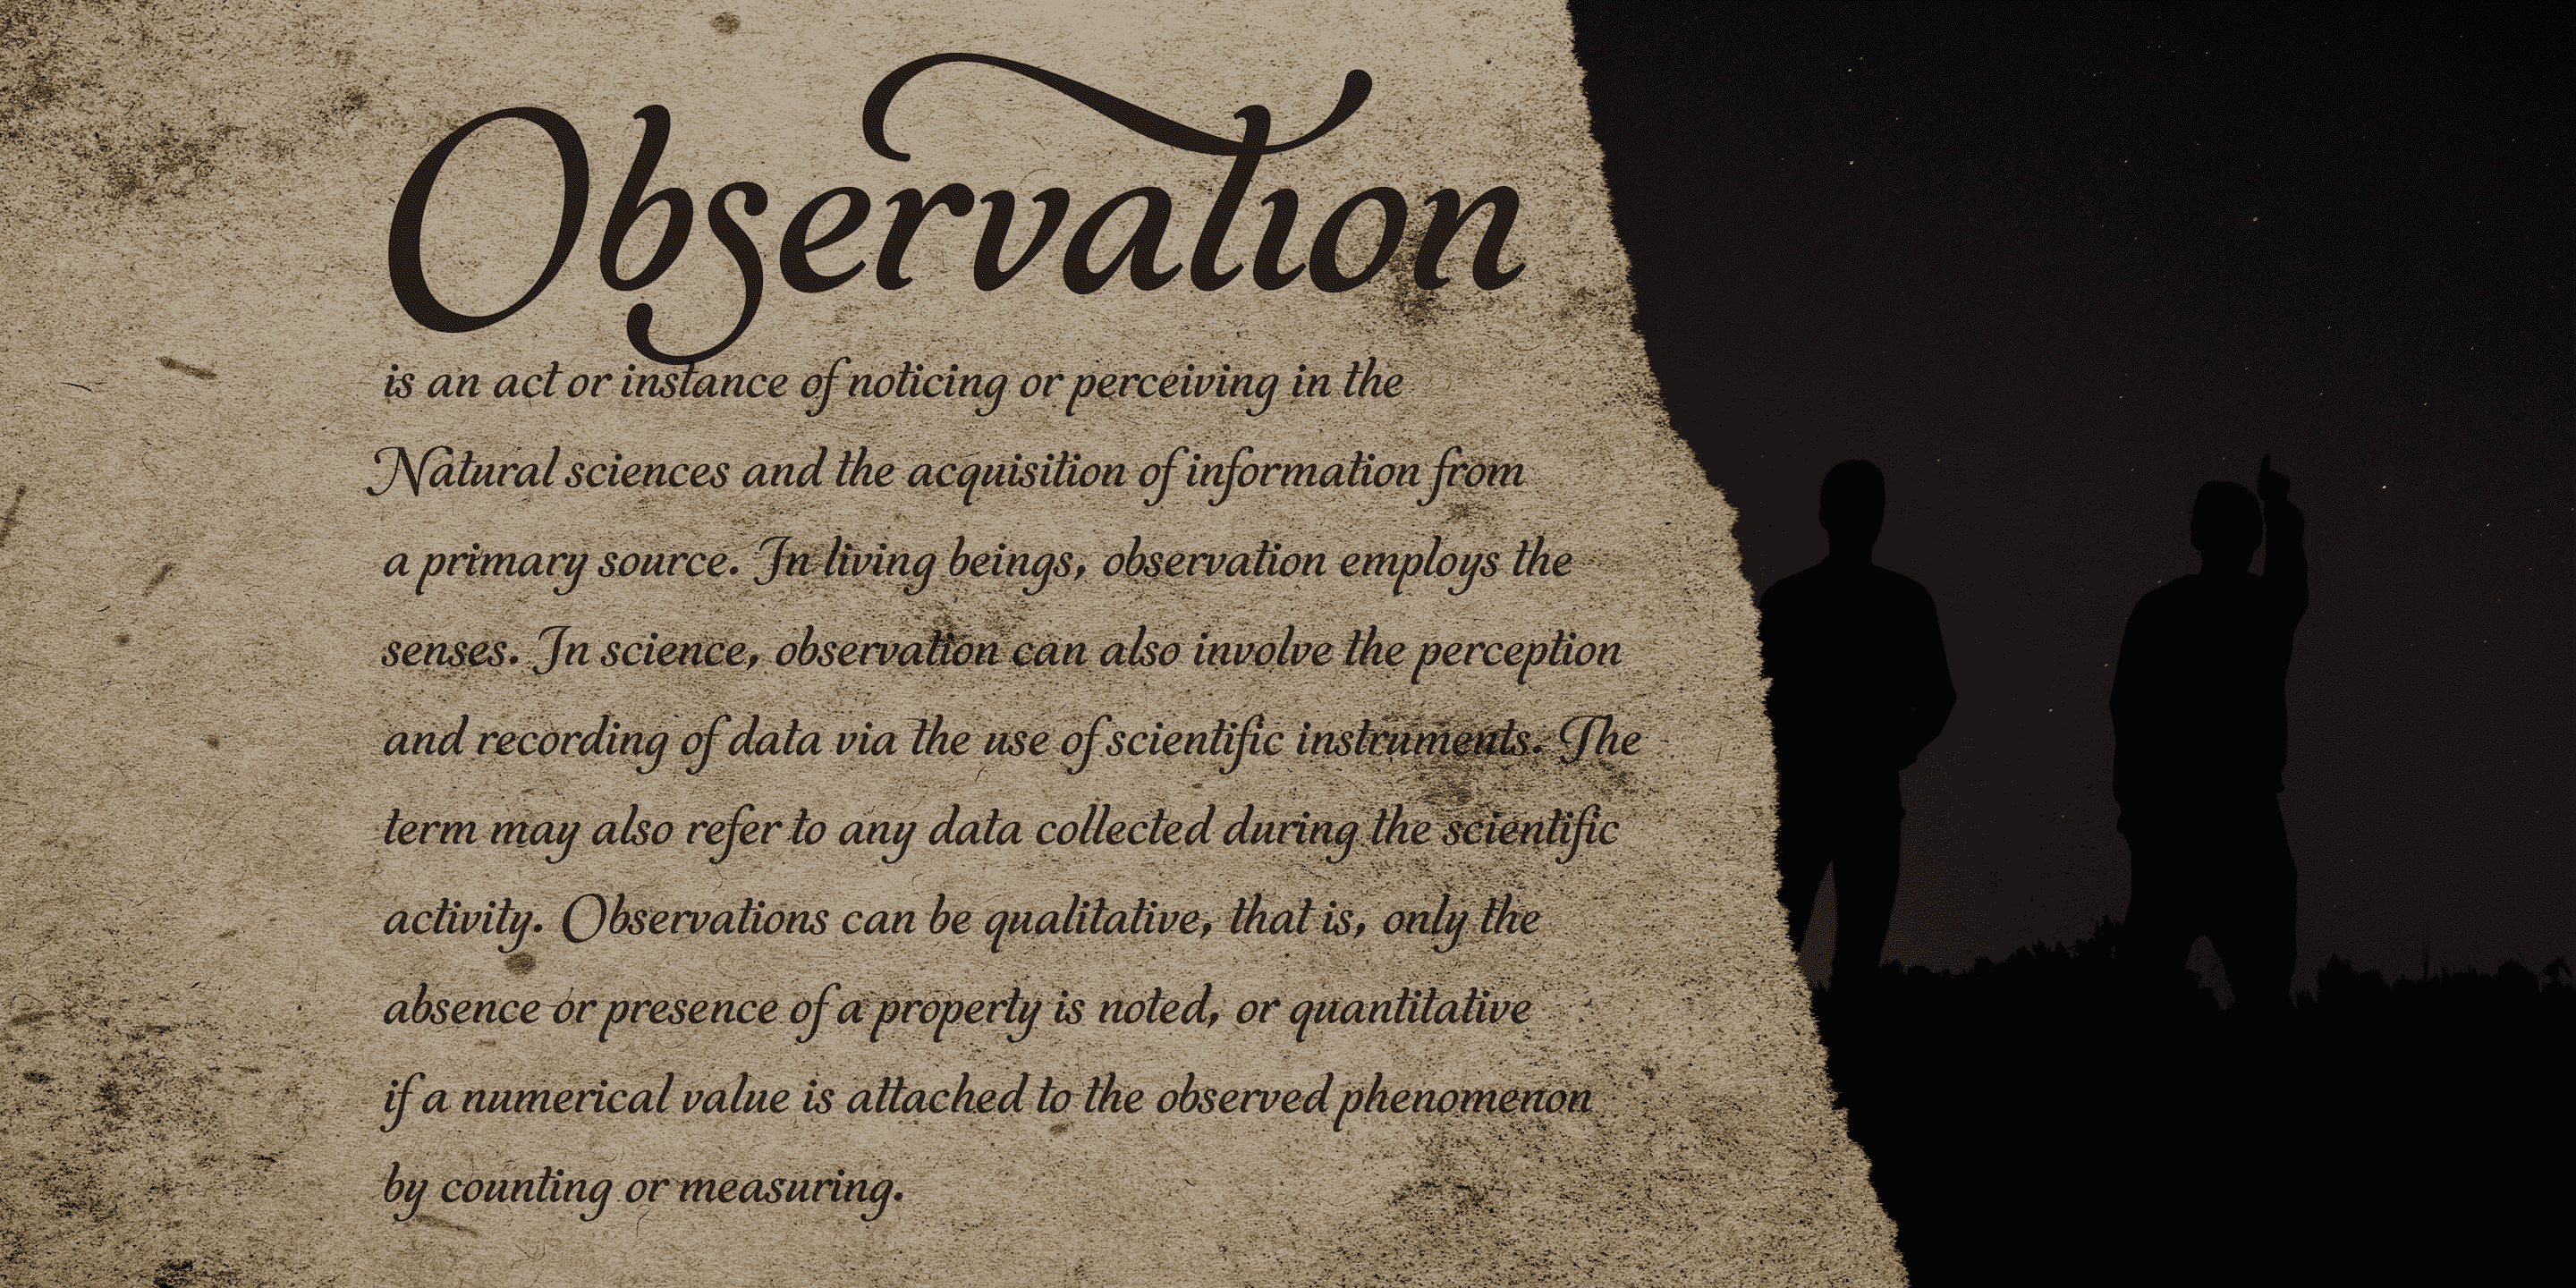 Observation
is an act or instance of noticing or perceiving in the
Natural sciences and the acquisition of information from
a primary source. In living beings, observation employs the
senses. In science, observation can also involve the perception
and recording of data via the use of scientific instruments. The
term may also refer to any data collected during the scientific
activity. Observations can be qualitative, that is, only the
absence or presence of a property is noted, or quantitative
if a numerical value is attached to the observed phenomenon
by counting or measuring.